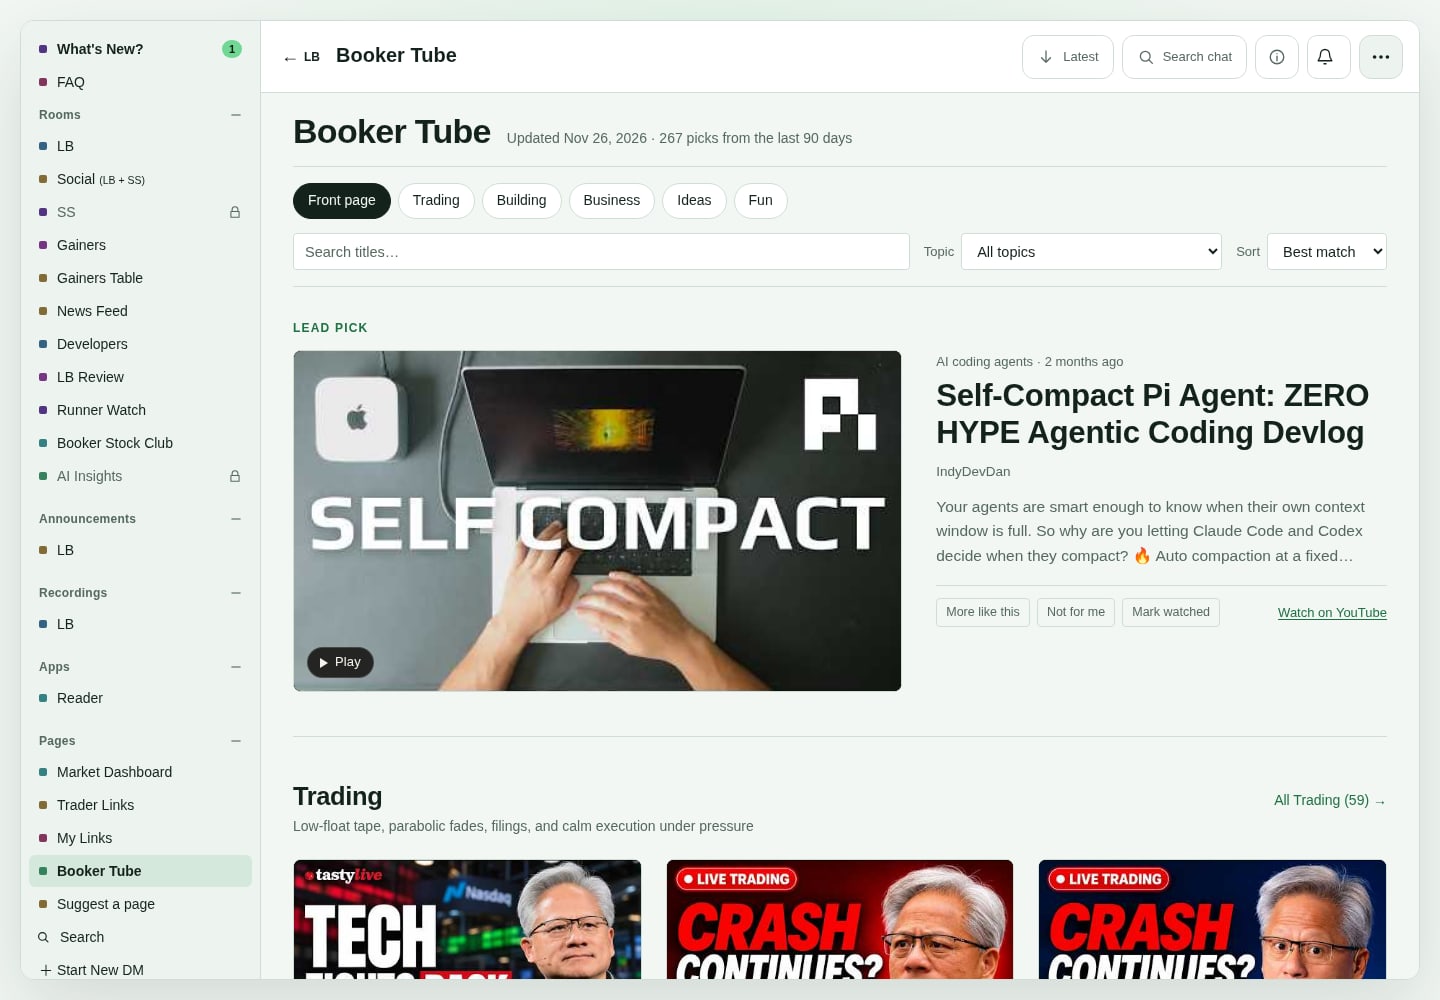 What's New?
1
FAQ
Rooms
LB
Social (LB + SS)
SS
Gainers
Gainers Table
News Feed
Developers
LB Review
Runner Watch
Booker Stock Club
AI Insights
Announcements
LB
Recordings
LB
Apps
Reader
Pages
Market Dashboard
Trader Links
My Links
Booker Tube
Suggest a page
Search
Start New DM
← LB
Booker Tube
Latest
Search chat
Booker Tube
Updated Nov 26, 2026 · 267 picks from the last 90 days
Front page
Trading
Building
Business
Ideas
Fun
Search titles…
Topic
All topics
Sort
Best match
LEAD PICK
SELF COMPACT
Play
AI coding agents · 2 months ago
Self-Compact Pi Agent: ZERO
HYPE Agentic Coding Devlog
IndyDevDan
Your agents are smart enough to know when their own context
window is full. So why are you letting Claude Code and Codex
decide when they compact? 🔥 Auto compaction at a fixed…
More like this
Not for me
Mark watched
Watch on YouTube
Trading
All Trading (59) →
Low-float tape, parabolic fades, filings, and calm execution under pressure
tastylive
Nasdaq
TECH
FIGHTS BACK
LIVE TRADING
CRASH
CONTINUES?
LIVE TRADING
CRASH
CONTINUES?